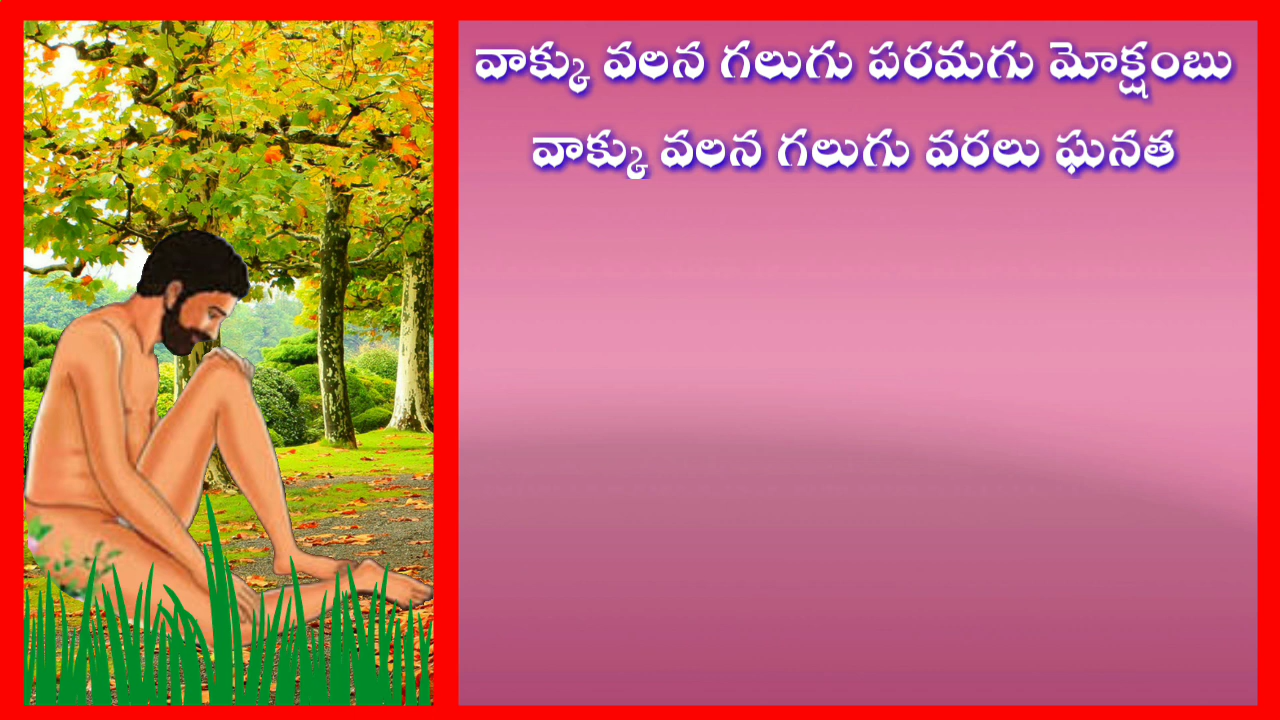 వాక్కు వలన గలుగు పరమగు మోక్షంబు
వాక్కు వలన గలుగు వరలు ఘనత